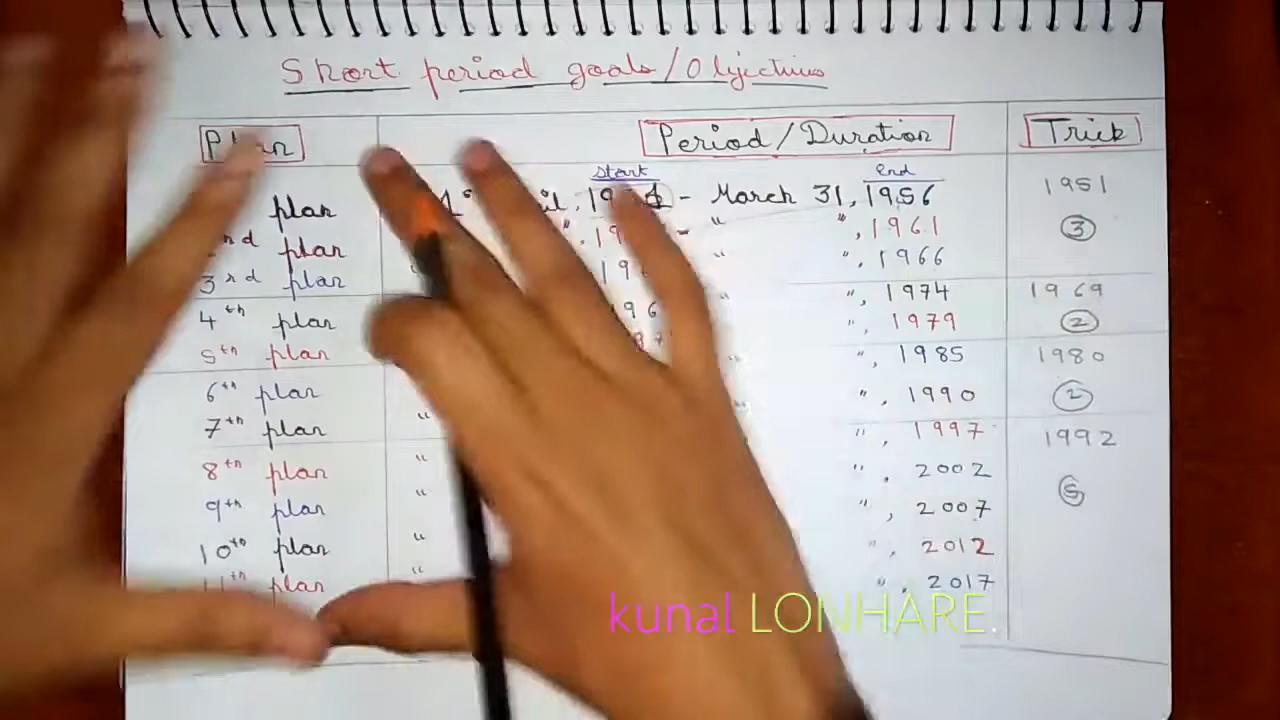 Short period goals/Objectives
Plan Period/Duration Trick
Start End
plan March 31, 1956 1951
plan " ", 1961 3
3rd plan " ", 1966
4th plan " ", 1974 1969
5th plan ", 1979 2
6th plan " ", 1985 1980
7th plan " " ", 1990 2
8th plan " ", 1997 1992
9th plan " ", 2002 5
10th plan " ", 2007
11th plan " ", 2012
", 2017
kunal LONHARE.